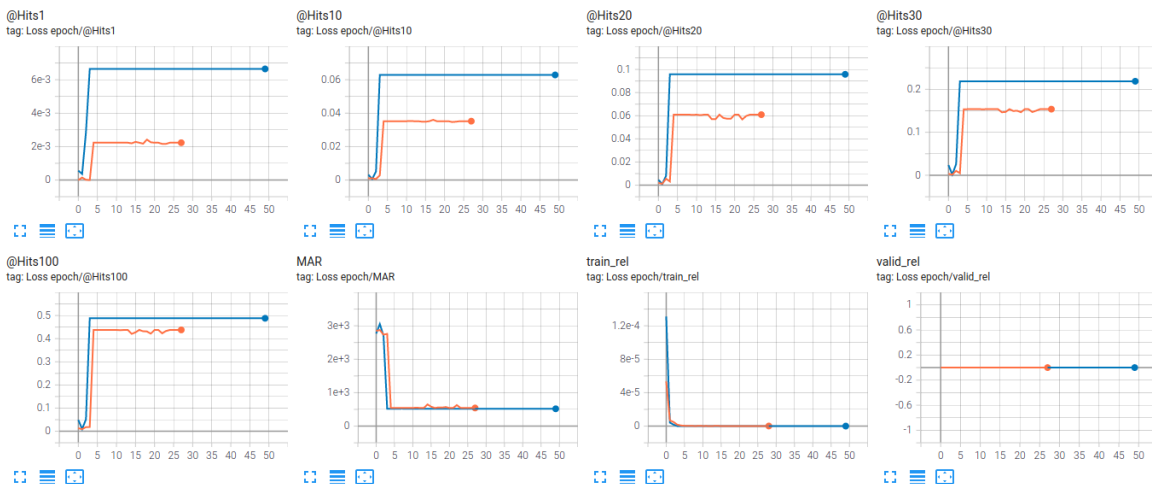 @Hits1
tag: Loss epoch/@Hits1
6e-3
4e-3
2e-3
0
0 5 10 15 20 25 30 35 40 45 50
@Hits10
tag: Loss epoch/@Hits10
0.06
0.04
0.02
0
0 5 10 15 20 25 30 35 40 45 50
@Hits20
tag: Loss epoch/@Hits20
0.1
0.08
0.06
0.04
0.02
0
0 5 10 15 20 25 30 35 40 45 50
@Hits30
tag: Loss epoch/@Hits30
0.2
0.1
0
0 5 10 15 20 25 30 35 40 45 50
@Hits100
tag: Loss epoch/@Hits100
0.5
0.4
0.3
0.2
0.1
0
0 5 10 15 20 25 30 35 40 45 50
MAR
tag: Loss epoch/MAR
3e+3
2e+3
1e+3
0
0 5 10 15 20 25 30 35 40 45 50
train_rel
tag: Loss epoch/train_rel
1.2e-4
8e-5
4e-5
0
0 5 10 15 20 25 30 35 40 45 50
valid_rel
tag: Loss epoch/valid_rel
1
0.6
0.2
-0.2
-0.6
-1
0 5 10 15 20 25 30 35 40 45 50